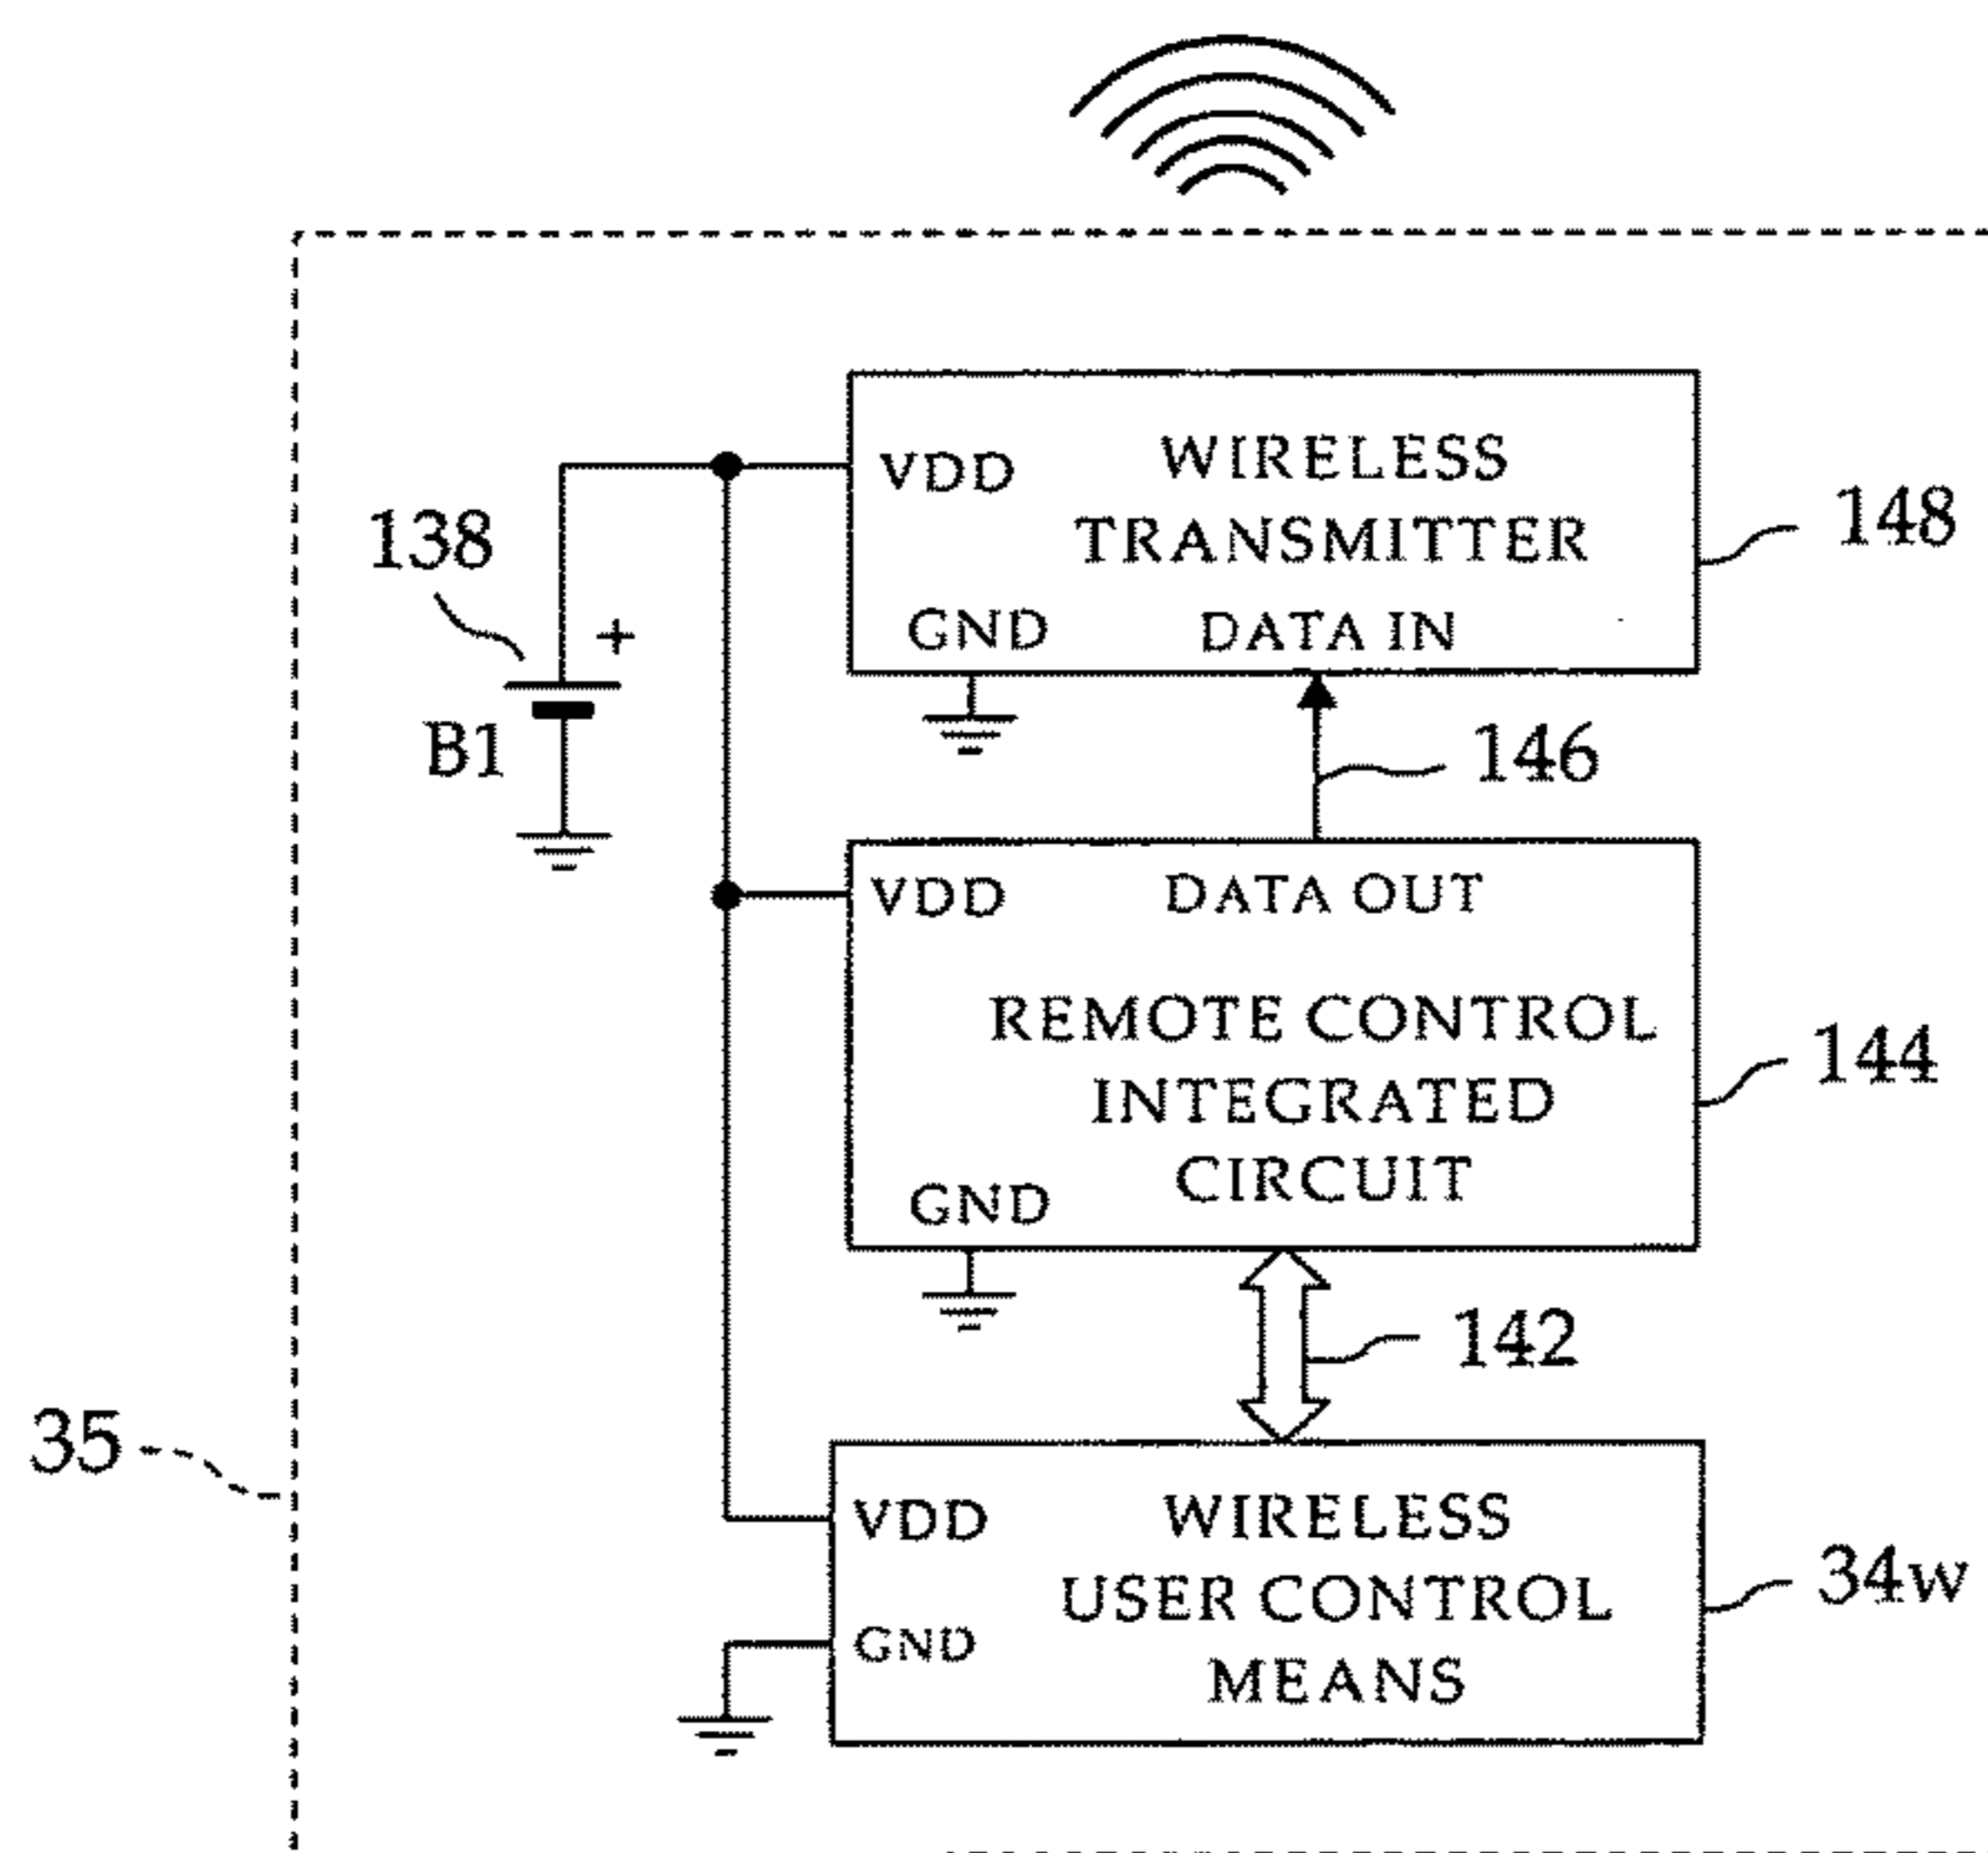 VDD
WIRELESS
TRANSMITTER
GND
DATA IN
148
138
+
B1
146
VDD
DATA OUT
REMOTE CONTROL
INTEGRATED
CIRCUIT
GND
144
142
35
VDD
WIRELESS
USER CONTROL
MEANS
GND
34w